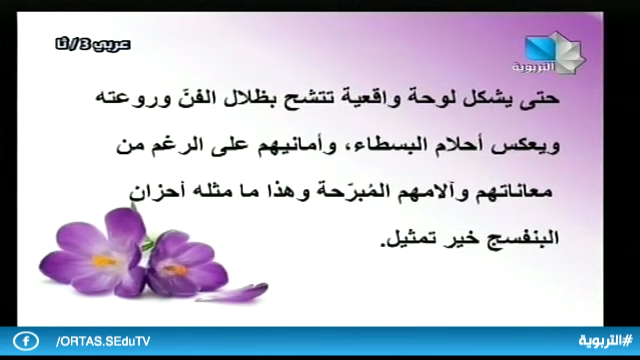 عربي 3/ثا
التربوية
حتى يشكل لوحة واقعية تتشح بظلال الفنّ وروعته
ويعكس أحلام البسطاء، وأمانيهم على الرغم من
معاناتهم وآلامهم المُبرّحة وهذا ما مثله أحزان
البنفسج خير تمثيل.
/ORTAS.SEduTV
#التربوية